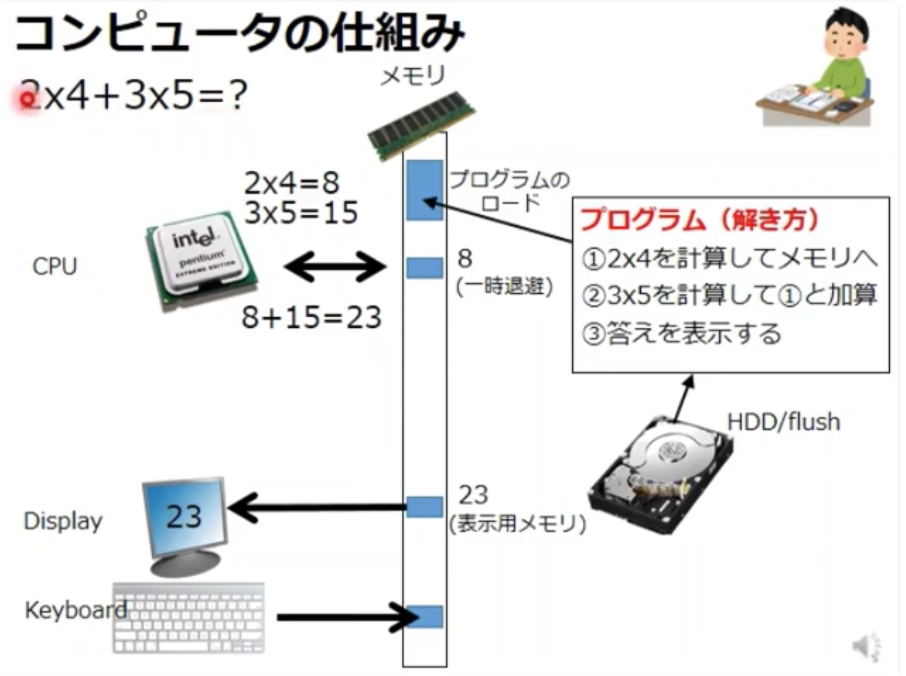 コンピュータの仕組み
2x4+3x5=?
メモリ
2x4=8
3x5=15
プログラムの
ロード
プログラム（解き方）
①2x4を計算してメモリへ
②3x5を計算して①と加算
③答えを表示する
CPU
intel
pentium
EXTREME EDITION
8
(一時退避)
8+15=23
HDD/flush
Display
23
23
(表示用メモリ)
Keyboard